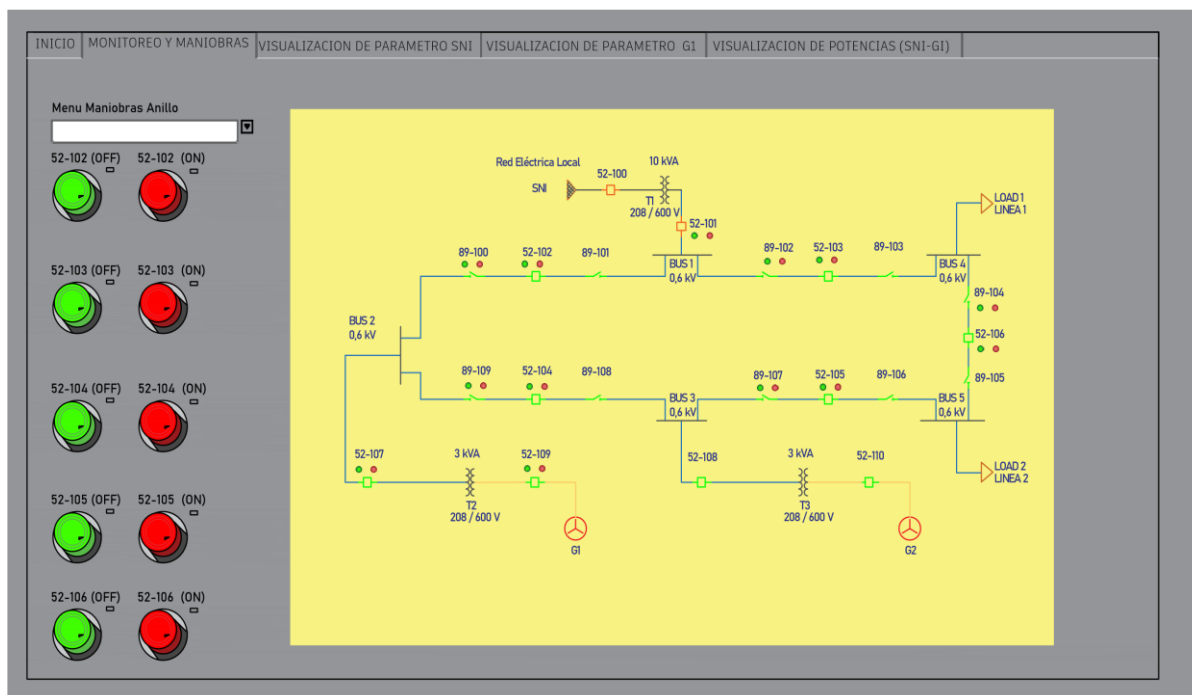 INICIO
MONITOREO Y MANIOBRAS
VISUALIZACION DE PARAMETRO SNI
VISUALIZACION DE PARAMETRO G1
VISUALIZACION DE POTENCIAS (SNI-GI)
Menu Maniobras Anillo
52-102 (OFF)
52-102 (ON)
52-103 (OFF)
52-103 (ON)
52-104 (OFF)
52-104 (ON)
52-105 (OFF)
52-105 (ON)
52-106 (OFF)
52-106 (ON)
Red Eléctrica Local
SNI
52-100
10 kVA
T1
208 / 600 V
52-101
LOAD 1
LINEA 1
89-100
52-102
89-101
BUS 1
0,6 kV
89-102
52-103
89-103
BUS 4
0,6 kV
89-104
52-106
89-105
BUS 2
0,6 kV
89-109
52-104
89-108
BUS 3
0,6 kV
89-107
52-105
89-106
BUS 5
0,6 kV
52-107
3 kVA
T2
208 / 600 V
52-109
G1
52-108
3 kVA
T3
208 / 600 V
52-110
G2
LOAD 2
LINEA 2